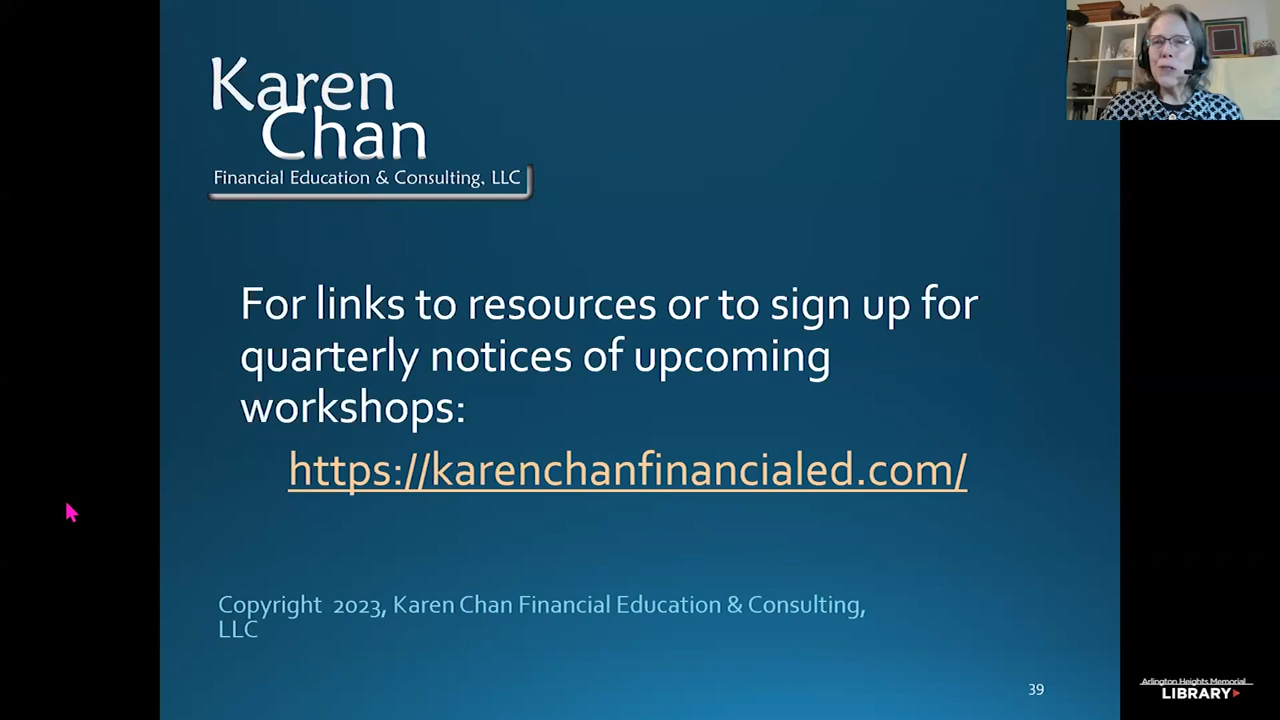 Karen
Chan
Financial Education & Consulting, LLC
For links to resources or to sign up for
quarterly notices of upcoming
workshops:
https://karenchanfinancialed.com/
Copyright 2023, Karen Chan Financial Education & Consulting,
LLC
39
Arlington Heights Memorial
LIBRARY